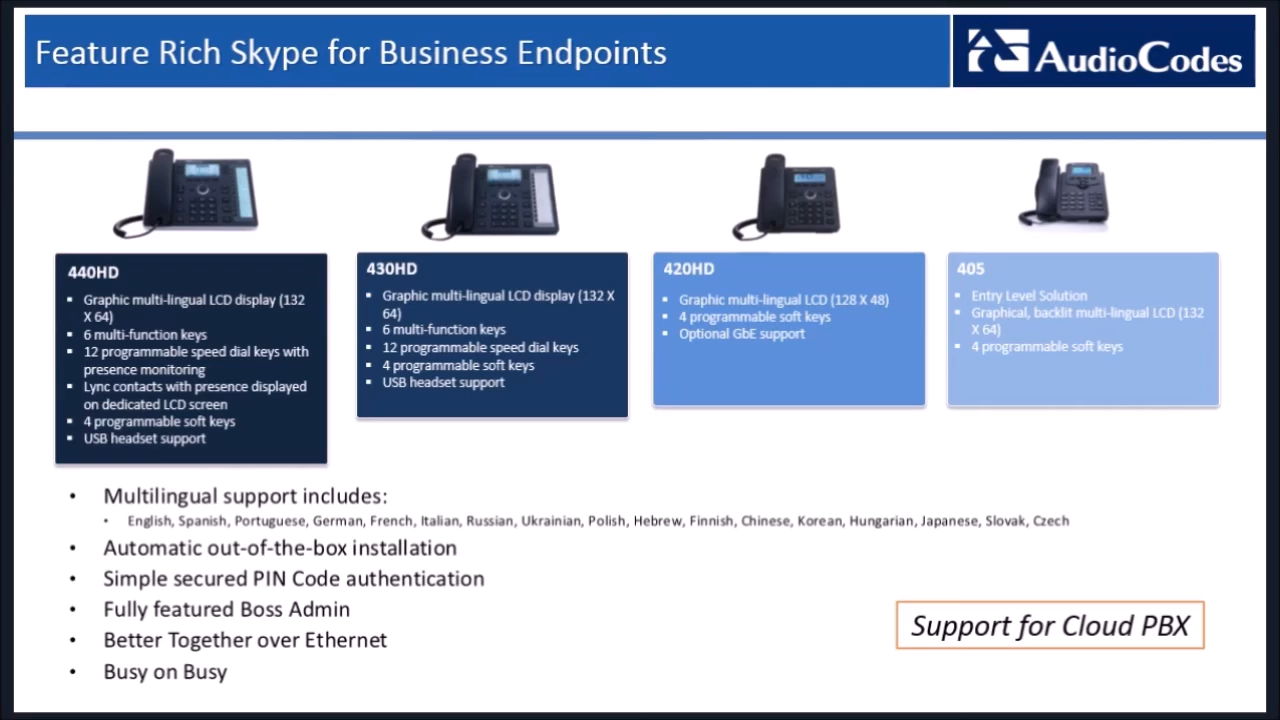 Feature Rich Skype for Business Endpoints
AudioCodes
440HD
▪ Graphic multi-lingual LCD display (132
X 64)
▪ 6 multi-function keys
▪ 12 programmable speed dial keys with
presence monitoring
▪ Lync contacts with presence displayed
on dedicated LCD screen
▪ 4 programmable soft keys
▪ USB headset support
430HD
▪ Graphic multi-lingual LCD display (132 X
64)
▪ 6 multi-function keys
▪ 12 programmable speed dial keys
▪ 4 programmable soft keys
▪ USB headset support
420HD
▪ Graphic multi-lingual LCD (128 X 48)
▪ 4 programmable soft keys
▪ Optional GbE support
405
▪ Entry Level Solution
▪ Graphical, backlit multi-lingual LCD (132
X 64)
▪ 4 programmable soft keys
• Multilingual support includes:
• English, Spanish, Portuguese, German, French, Italian, Russian, Ukrainian, Polish, Hebrew, Finnish, Chinese, Korean, Hungarian, Japanese, Slovak, Czech
• Automatic out-of-the-box installation
• Simple secured PIN Code authentication
• Fully featured Boss Admin
• Better Together over Ethernet
• Busy on Busy
Support for Cloud PBX